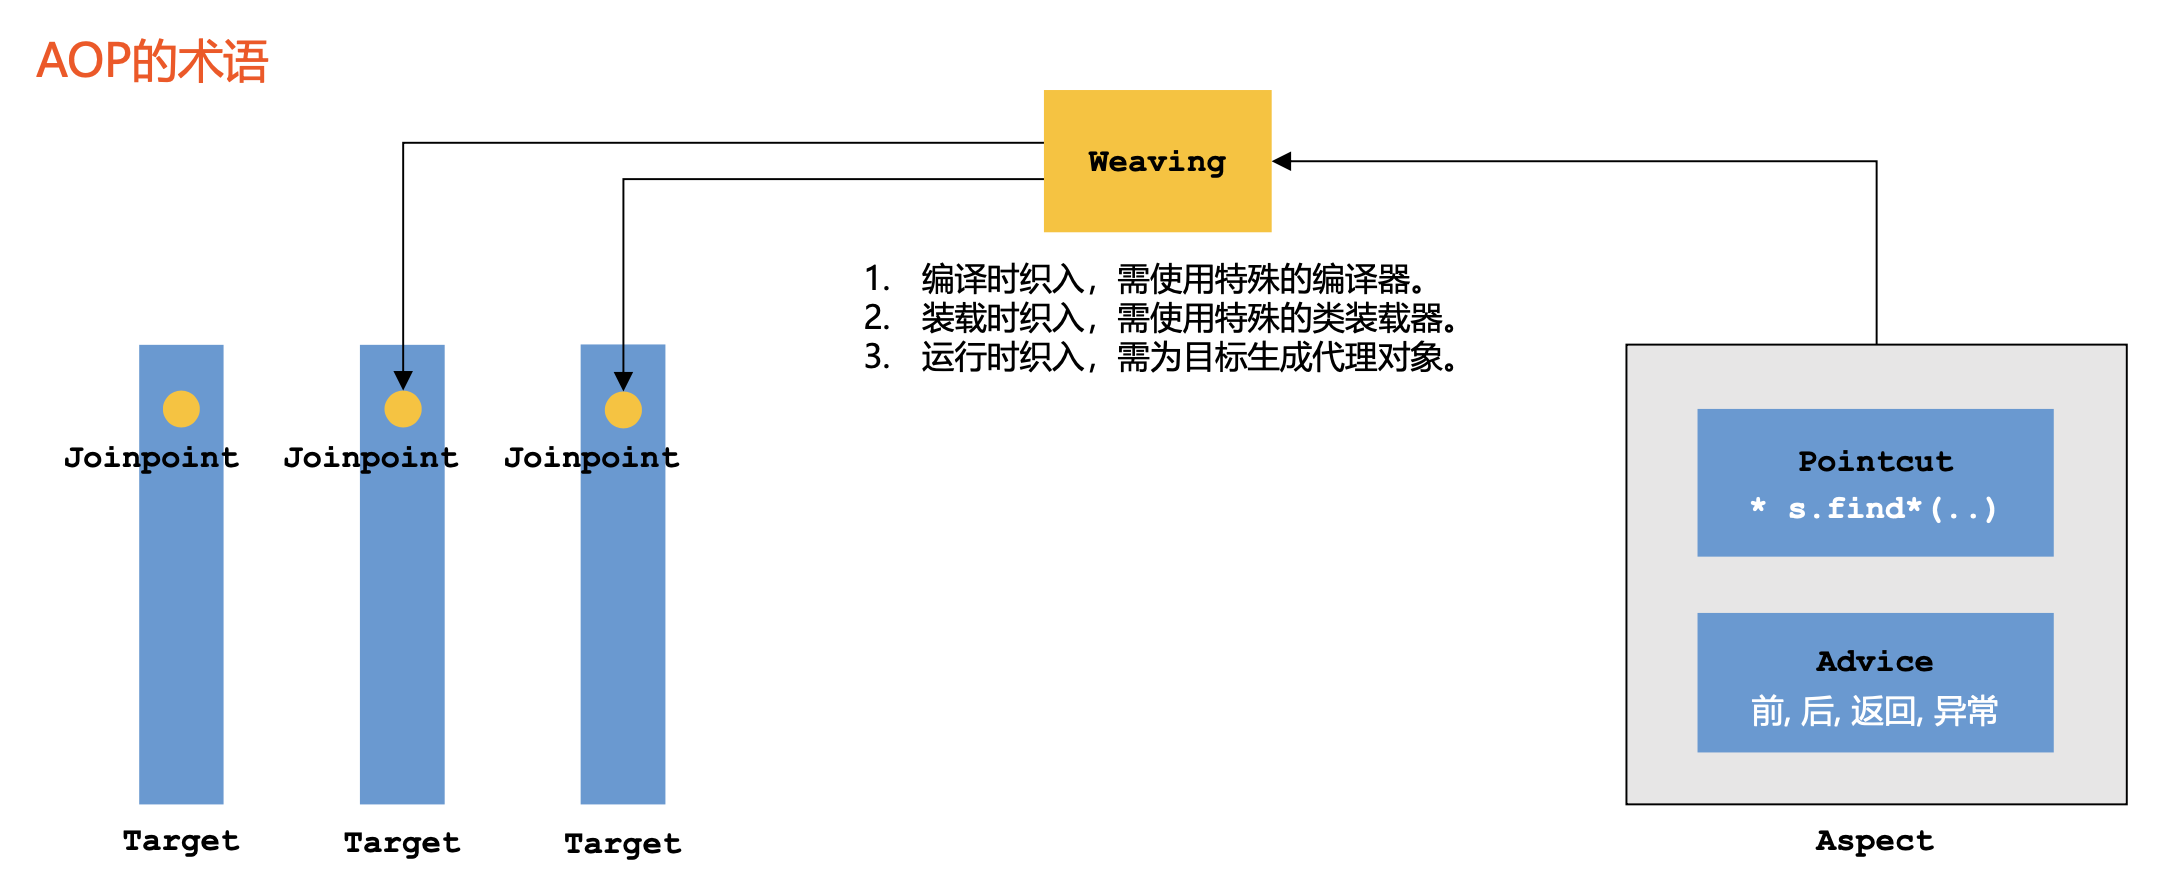 AOP的术语
Weaving
1. 编译时织入，需使用特殊的编译器。
2. 装载时织入，需使用特殊的类装载器。
3. 运行时织入，需为目标生成代理对象。
Joinpoint
Joinpoint
Joinpoint
Target
Target
Target
Pointcut
* s.find*(..)
Advice
前, 后, 返回, 异常
Aspect